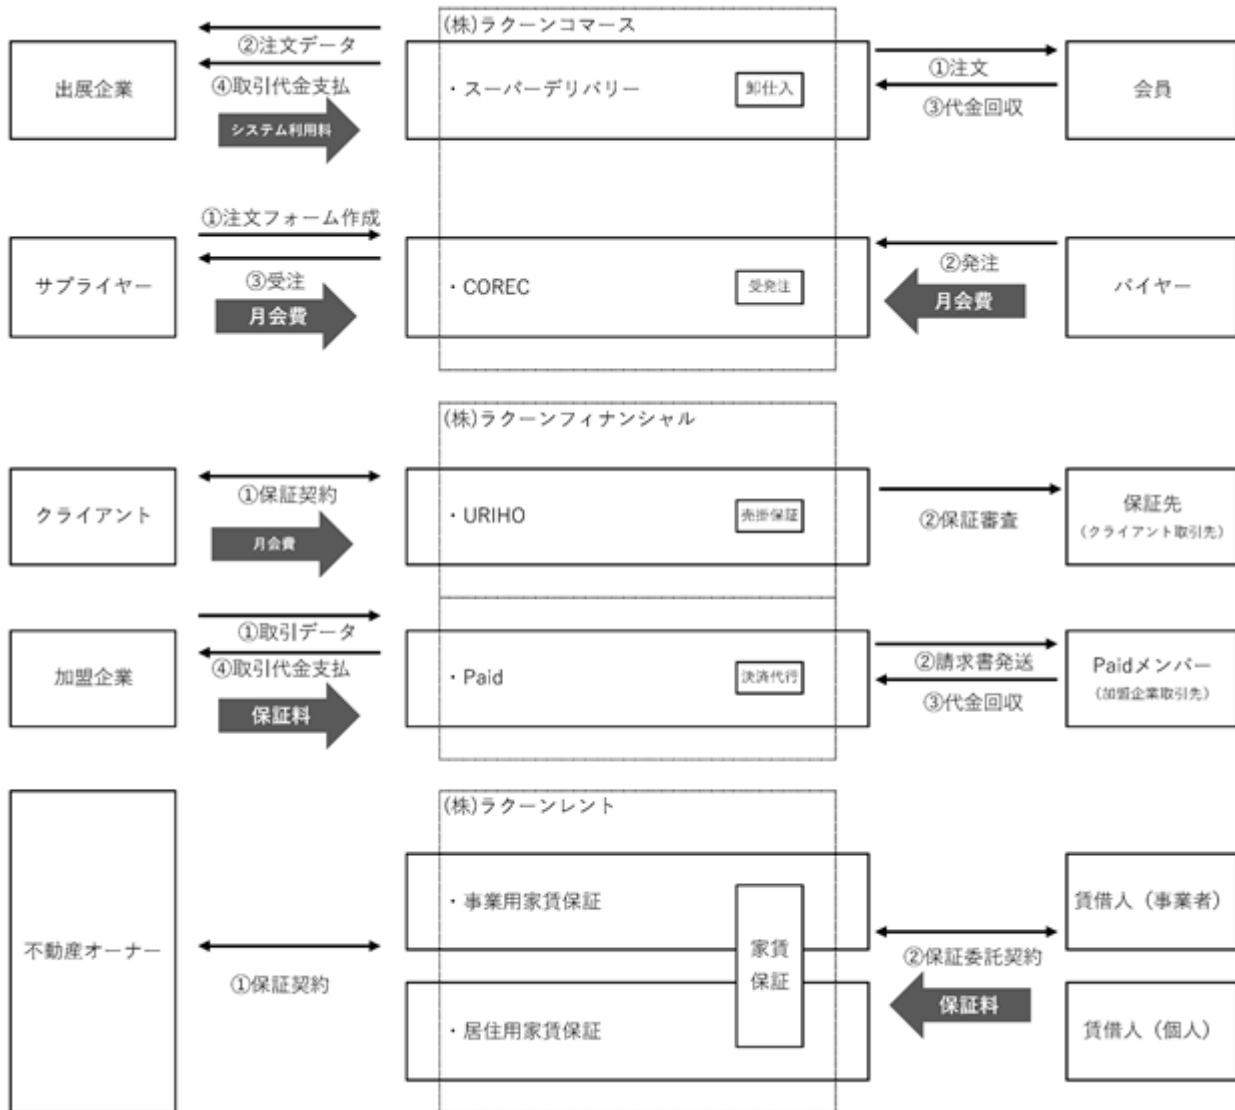 (株)ラクーンコマース
②注文データ
④取引代金支払
システム利用料
出展企業
・スーパーデリバリー
卸仕入
①注文
③代金回収
会員
①注文フォーム作成
③受注
月会費
サプライヤー
・COREC
受発注
②発注
月会費
バイヤー
(株)ラクーンフィナンシャル
クライアント
①保証契約
月会費
・URIHO
売掛保証
②保証審査
保証先
(クライアント取引先)
加盟企業
①取引データ
④取引代金支払
保証料
・Paid
決済代行
②請求書発送
③代金回収
Paidメンバー
(加盟企業取引先)
(株)ラクーンレント
不動産オーナー
①保証契約
・事業用家賃保証
家賃
保証
・居住用家賃保証
②保証委託契約
保証料
賃借人（事業者）
賃借人（個人）